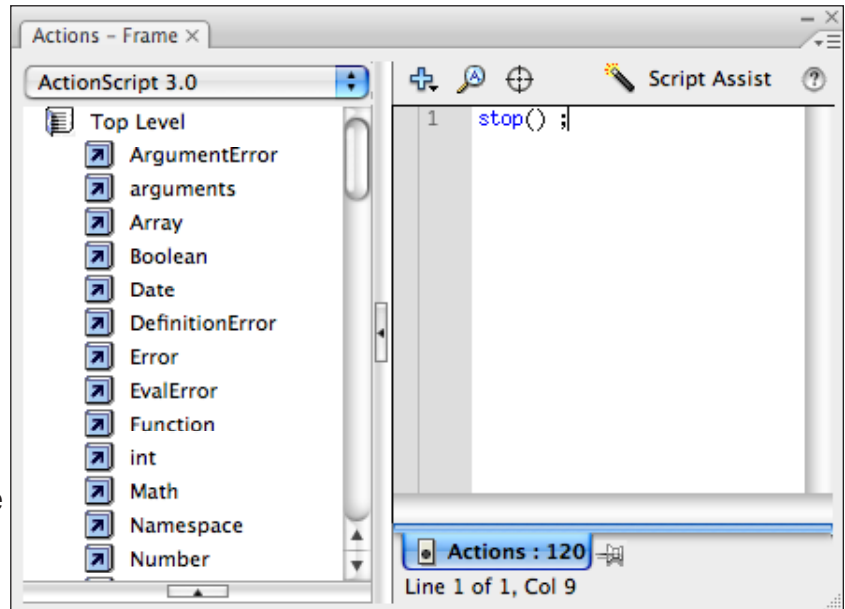 Actions – Frame ×
ActionScript 3.0
Script Assist
?
Top Level
ArgumentError
arguments
Array
Boolean
Date
DefinitionError
Error
EvalError
Function
int
Math
Namespace
Number
1 stop() ;
Actions : 120
Line 1 of 1, Col 9
e